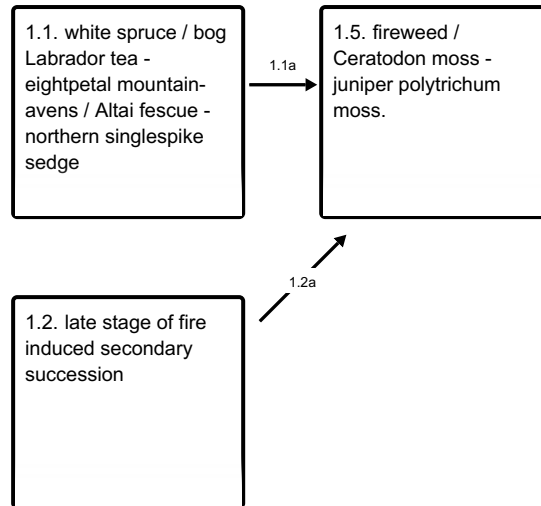 1.1. white spruce / bog
Labrador tea -
eightpetal mountain-
avens / Altai fescue -
northern singlespike
sedge
1.1a
1.5. fireweed /
Ceratodon moss -
juniper polytrichum
moss.
1.2a
1.2. late stage of fire
induced secondary
succession